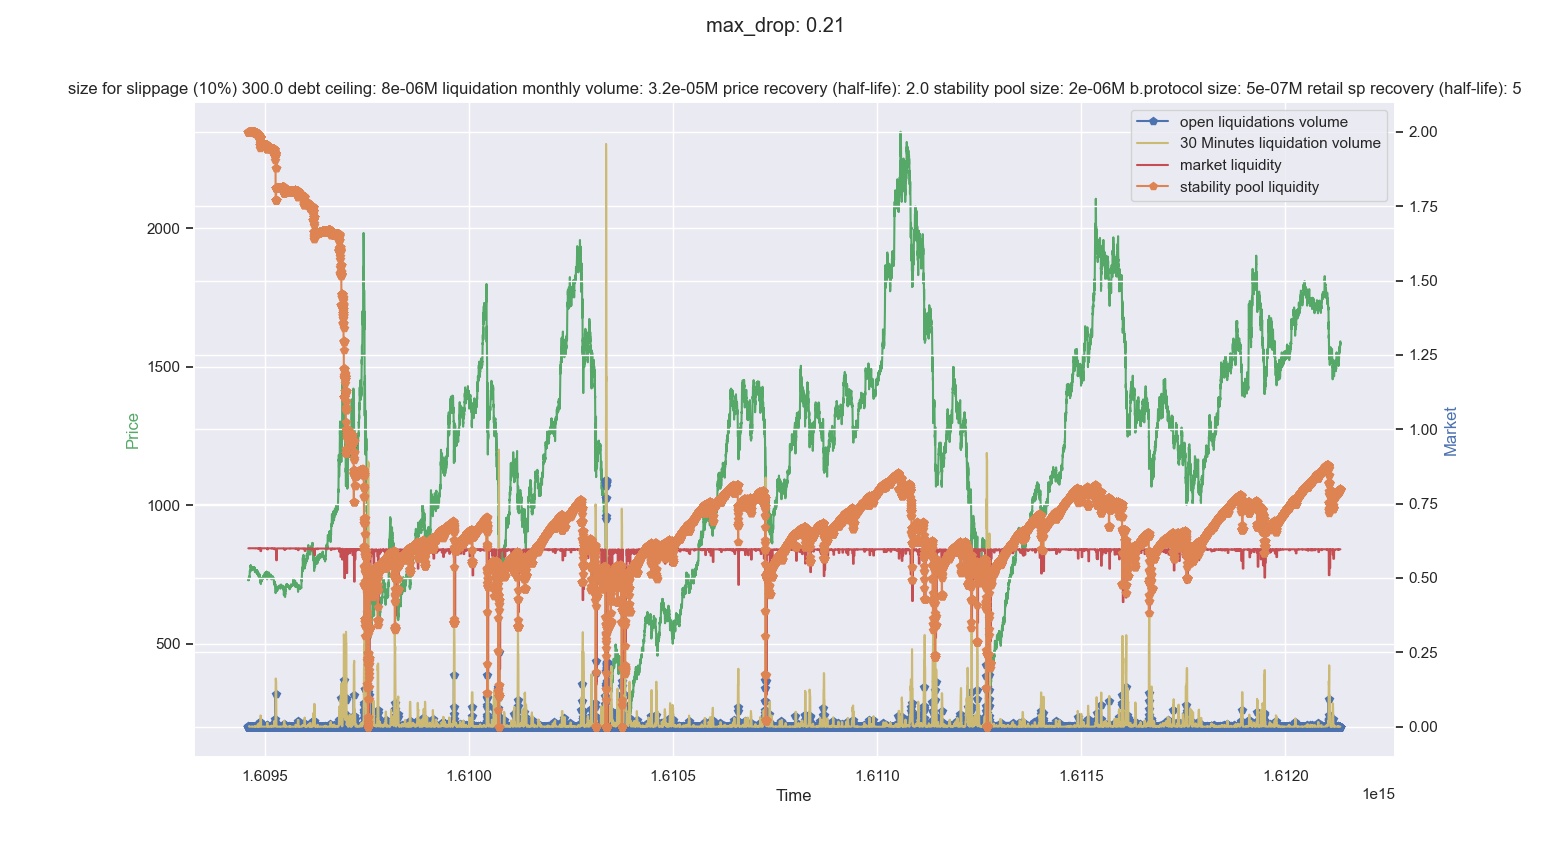 max_drop: 0.21
size for slippage (10%) 300.0 debt ceiling: 8e-06M liquidation monthly volume: 3.2e-05M price recovery (half-life): 2.0 stability pool size: 2e-06M b.protocol size: 5e-07M retail sp recovery (half-life): 5
open liquidations volume
30 Minutes liquidation volume
market liquidity
stability pool liquidity
Price
2000
1500
1000
500
2.00
1.75
1.50
1.25
1.00
0.75
0.50
0.25
0.00
Market
1.6095 1.6100 1.6105 1.6110 1.6115 1.6120
Time
1e15